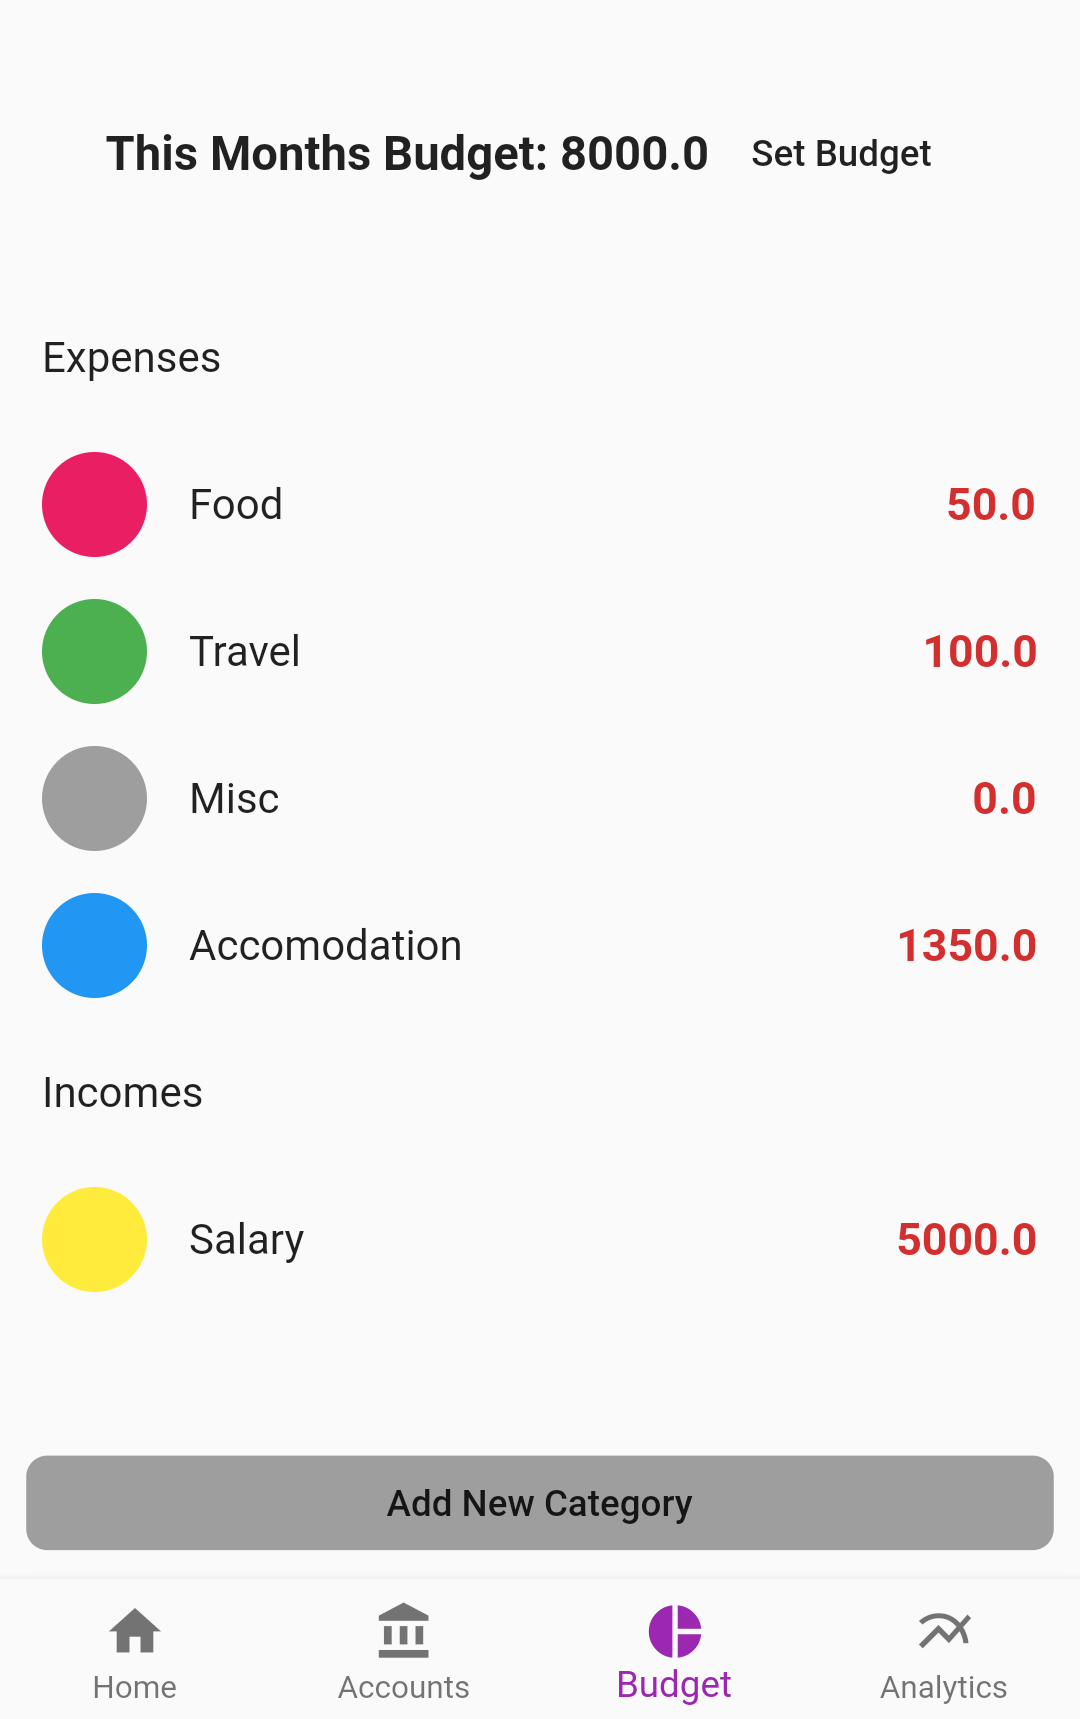 This Months Budget: 8000.0 Set Budget
Expenses
Food 50.0
Travel 100.0
Misc 0.0
Accomodation 1350.0
Incomes
Salary 5000.0
Add New Category
Home Accounts Budget Analytics